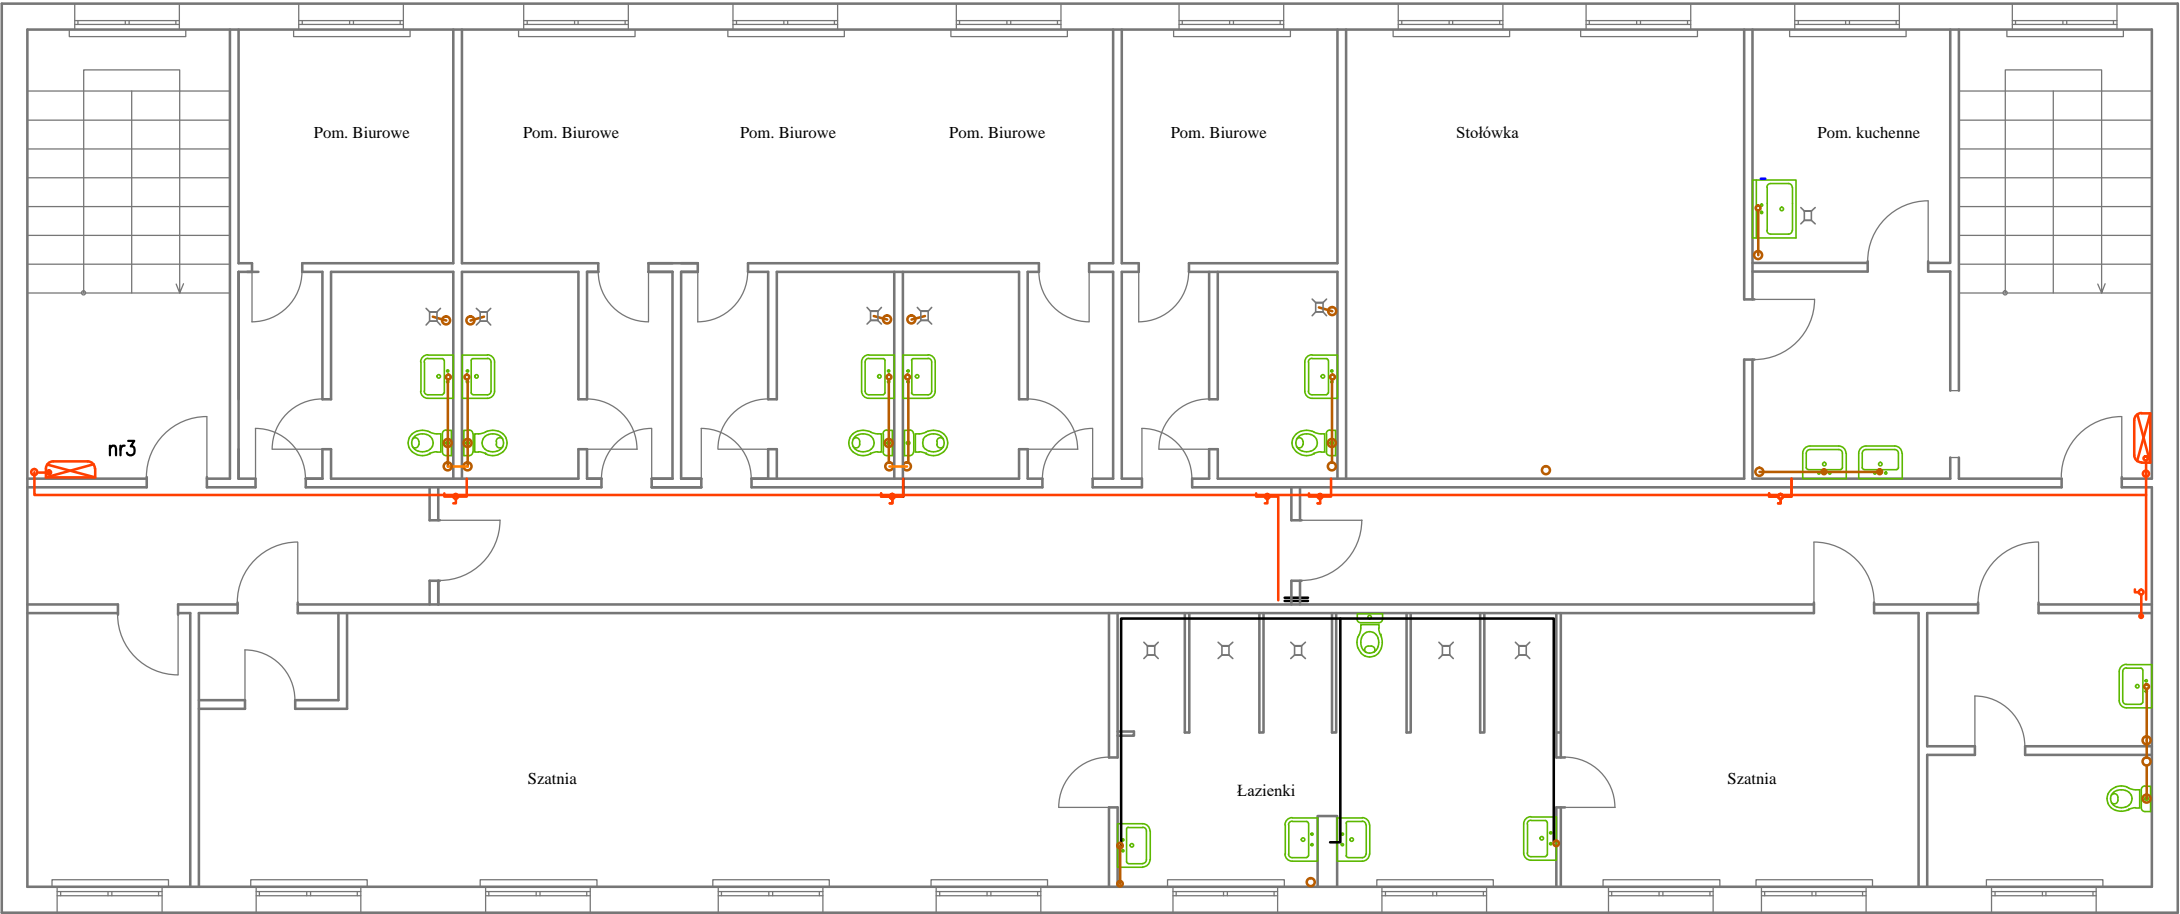 Pom. Biurowe
Pom. Biurowe
Pom. Biurowe
Pom. Biurowe
Pom. Biurowe
Stołówka
Pom. kuchenne
nr3
Szatnia
Łazienki
Szatnia